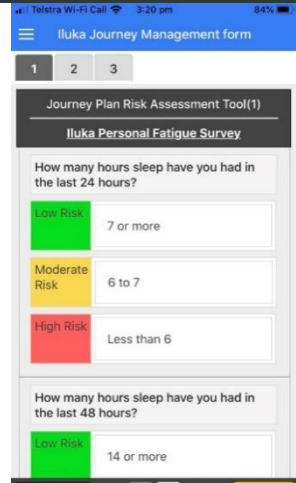 Telstra Wi-Fi Call 3:20 pm 84%
Iluka Journey Management form
1 2 3
Journey Plan Risk Assessment Tool(1)
Iluka Personal Fatigue Survey
How many hours sleep have you had in
the last 24 hours?
Low Risk
7 or more
Moderate
Risk
6 to 7
High Risk
Less than 6
How many hours sleep have you had in
the last 48 hours?
Low Risk
14 or more